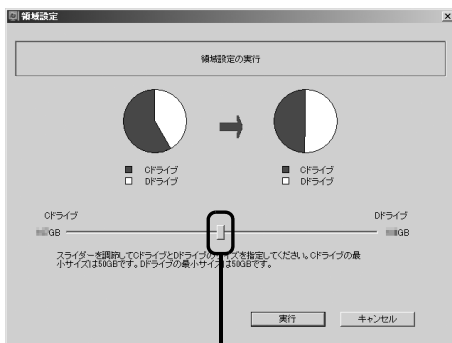 領域設定
領域設定の実行
Cドライブ
Dドライブ
Cドライブ
Dドライブ
Cドライブ
Dドライブ
GB
GB
スライダーを調節してCドライブとDドライブの
イズを指定してください。Cドライブの最
小サイズは50GBです。Dドライブの最小サイズ
は50GBです。
実行
キャンセル